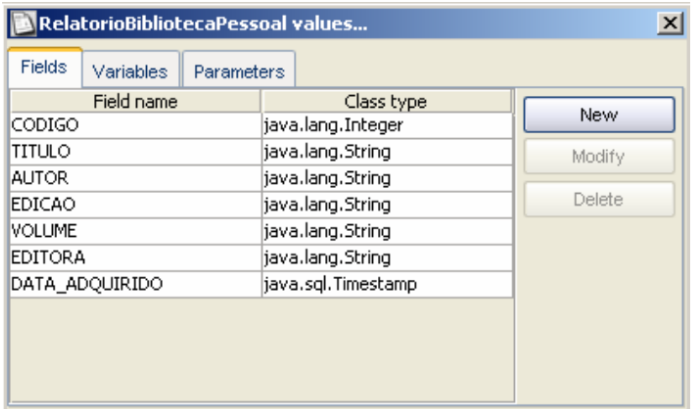 RelatorioBibliotecaPessoal values...
Fields Variables Parameters
Field name Class type New
CODIGO java.lang.Integer
TITULO java.lang.String Modify
AUTOR java.lang.String
EDICAO java.lang.String Delete
VOLUME java.lang.String
EDITORA java.lang.String
DATA_ADQUIRIDO java.sql.Timestamp